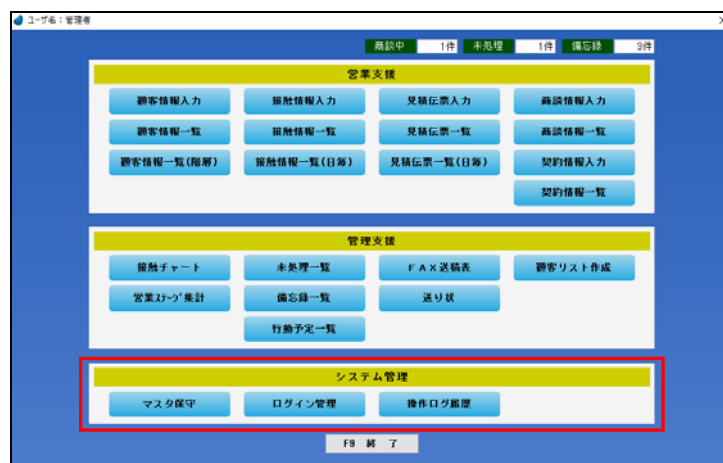 ユーザ名：管理者
商談中 1件 未処理 1件 備忘録 9件
営業支援
顧客情報入力 接触情報入力 見積伝票入力 商談情報入力
顧客情報一覧 接触情報一覧 見積伝票一覧 商談情報一覧
顧客情報一覧(階層) 接触情報一覧(日毎) 見積伝票一覧(日毎) 契約情報入力
契約情報一覧
管理支援
接触チャート 未処理一覧 ＦＡＸ送稿表 顧客リスト作成
営業ｽﾃｰｼﾞ集計 備忘録一覧 送り状
行動予定一覧
システム管理
マスタ保守 ログイン管理 操作ログ履歴
F9 終 了